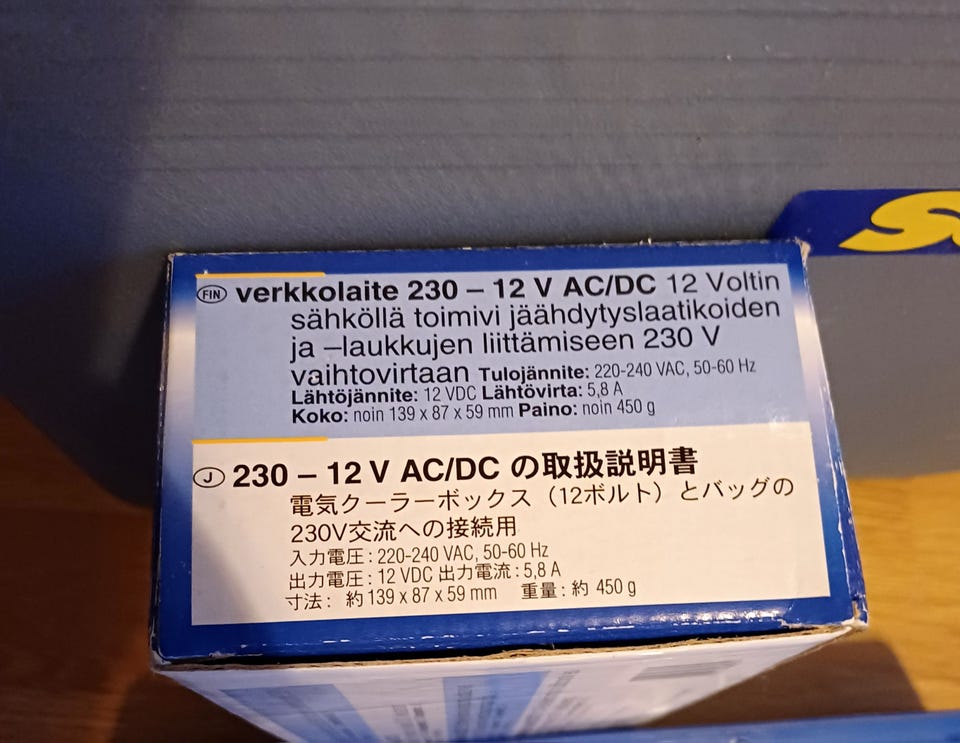 FIN verkkolaite 230 – 12 V AC/DC 12 Voltin
sähköllä toimivi jäähdytyslaatikoiden
ja –laukkujen liittämiseen 230 V
vaihtovirtaan Tulojännite: 220-240 VAC, 50-60 Hz
Lähtöjännite: 12 VDC Lähtövirta: 5,8 A
Koko: noin 139 x 87 x 59 mm Paino: noin 450 g
J 230 – 12 V AC/DC の取扱説明書
電気クーラーボックス（12ボルト）とバッグの
230V交流への接続用
入力電圧：220-240 VAC, 50-60 Hz
出力電圧：12 VDC 出力電流：5,8 A
寸法：約 139 x 87 x 59 mm 重量：約 450 g